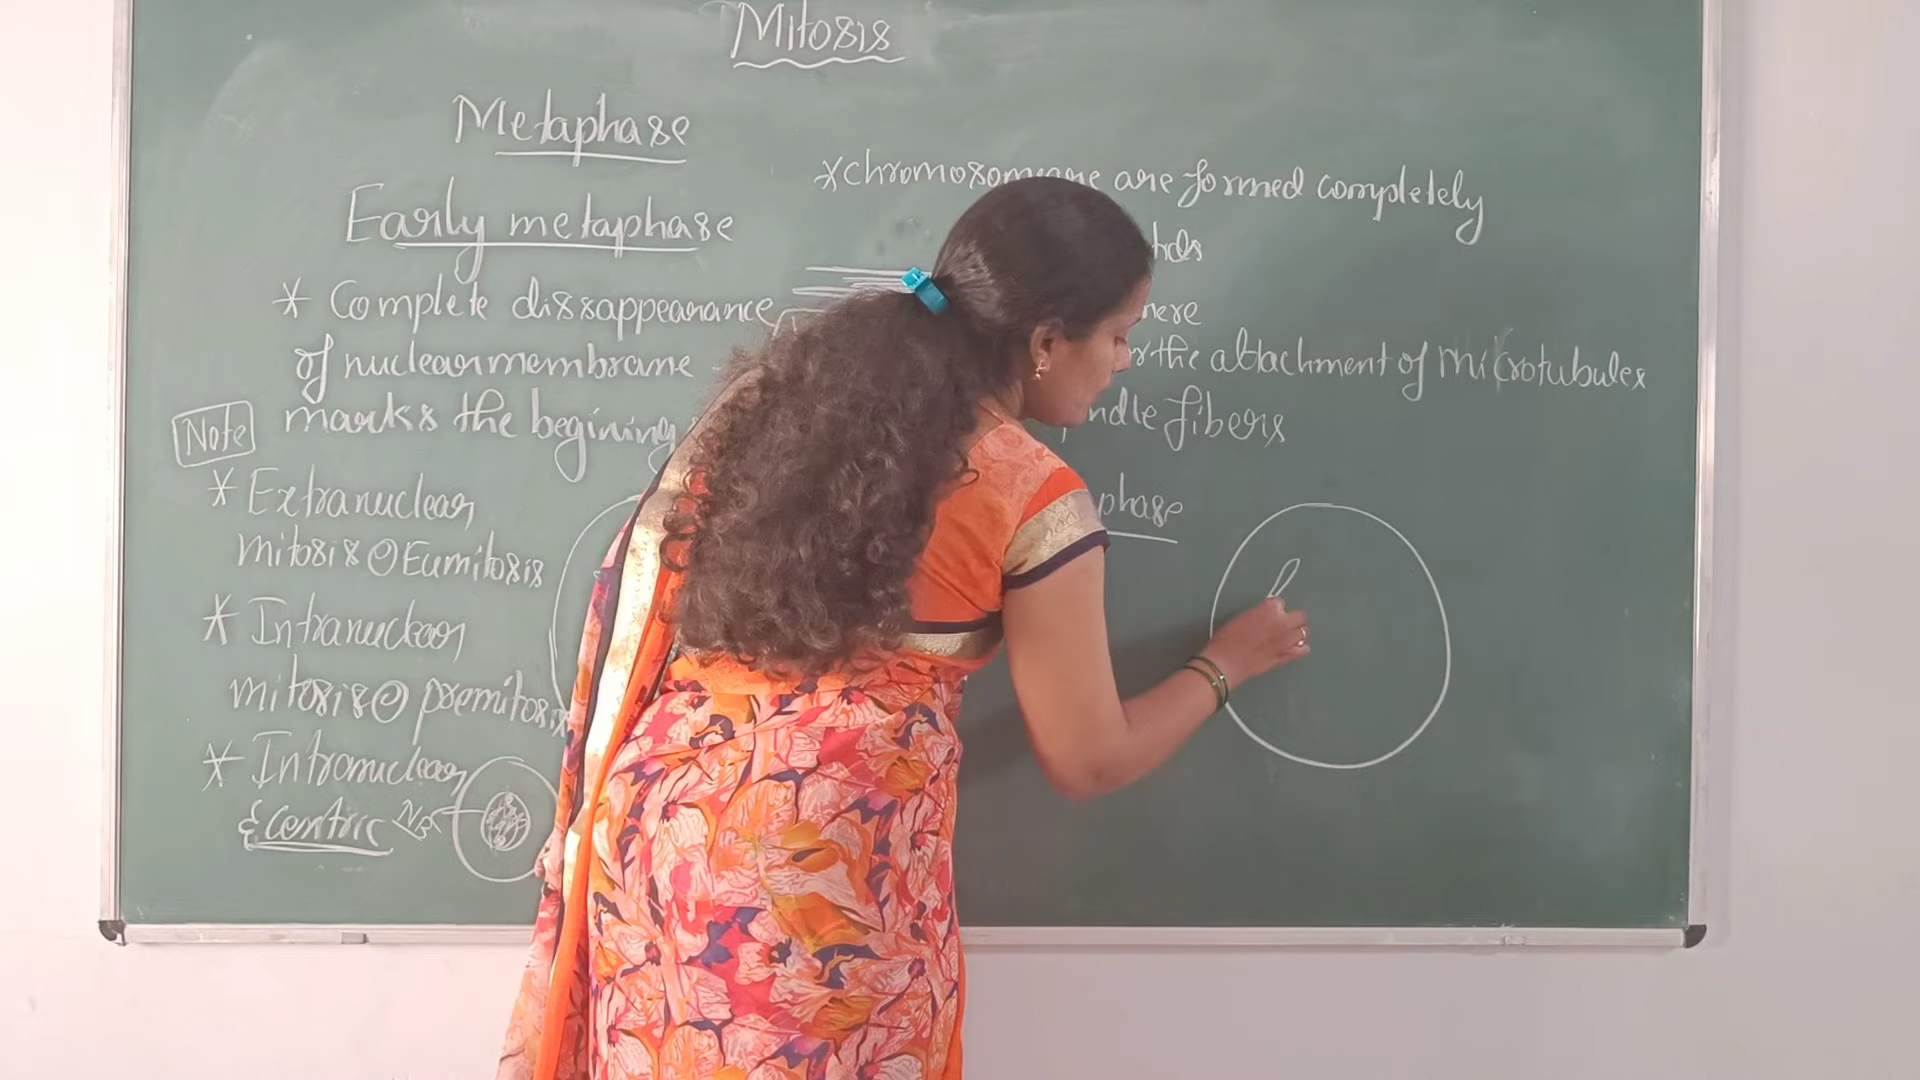 Mitosis
Metaphase
Early metaphase
* Complete dissappearance
of nuclear membrane
marks the begining
Note
* Extranuclear
mitosis Eumitosis
* Intranuclear
mitosis premitosis
* Intranuclear
& Centric
* chromosomes are formed completely
the attachment of microtubules
fibers
phase